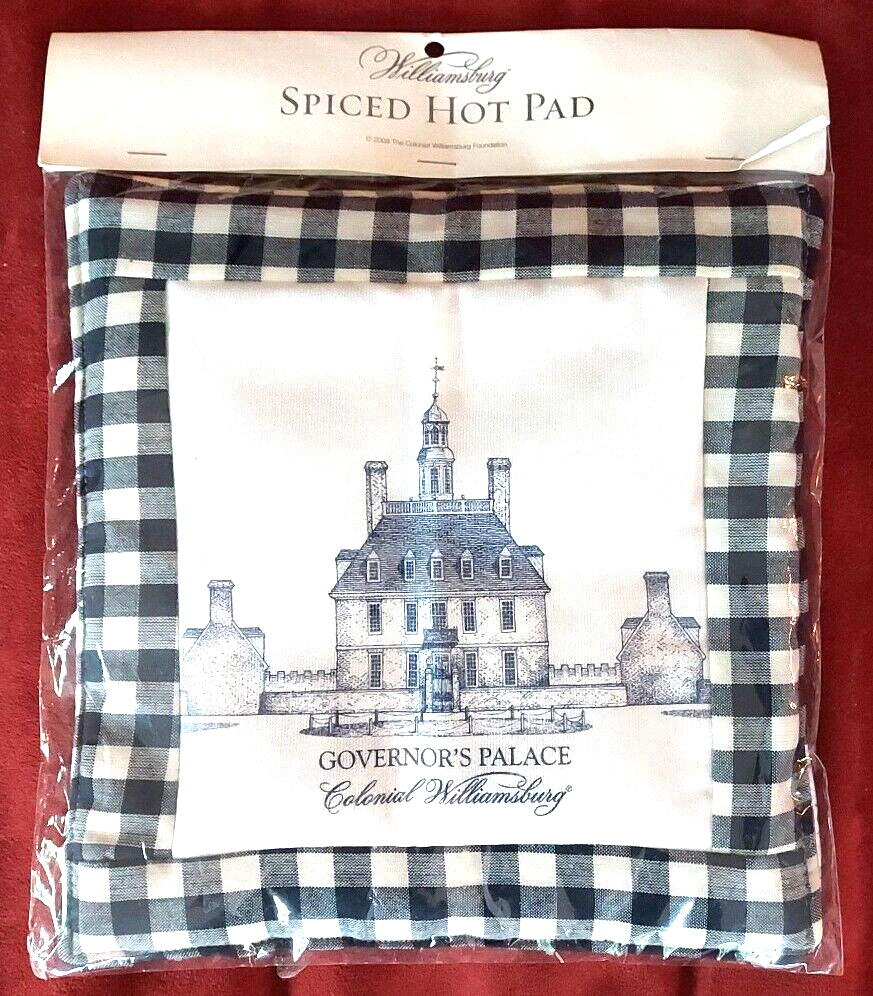 Williamsburg
SPICED HOT PAD
© 2008 The Colonial Williamsburg Foundation
GOVERNOR'S PALACE
Colonial Williamsburg®